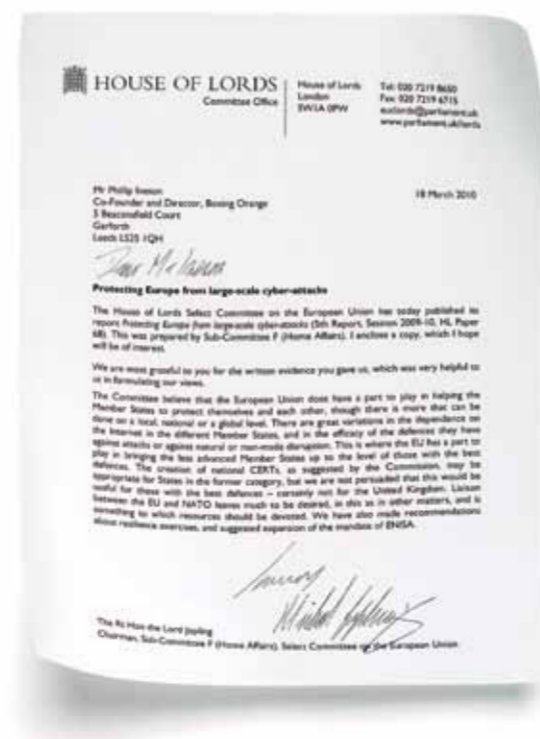 HOUSE OF LORDS
Committee Office
House of Lords
London
SW1A 0PW
Tel: 020 7219 8650
Fax: 020 7219 6715
euclords@parliament.uk
www.parliament.uk/lords
Mr Philip
Co-Founder and Director, Boxing Orange
5 Beaconsfield Court
Garforth
Leeds LS25 1QH
18 March 2010
Dear Mr
Protecting Europe from large-scale cyber-attacks
The House of Lords Select Committee on the European Union has today published its
report Protecting Europe from large-scale cyber-attacks (5th Report, Session 2009-10, HL Paper
68). This was prepared by Sub-Committee F (Home Affairs). I enclose a copy, which I hope
will be of interest.
We are most grateful to you for the written evidence you gave us, which was very helpful to
us in formulating our views.
The Committee believe that the European Union does have a part to play in helping the
Member States to protect themselves and each other, though there is more that can be
done on a local, national or a global level. There are great variations in the dependence on
the Internet in the different Member States, and in the efficacy of the defences they have
against attacks or against natural or man-made disruption. This is where the EU has a part to
play in bringing the less advanced Member States up to the level of those with the best
defences. The creation of national CERTs, as suggested by the Commission, may be
appropriate for States in the former category, but we are not persuaded that this would be
useful for those with the best defences – certainly not for the United Kingdom. Liaison
between the EU and NATO leaves much to be desired, in this as in other matters, and is
something to which resources should be devoted. We have also made recommendations
about resilience exercises, and suggested expansion of the mandate of ENISA.
The Rt Hon the Lord Jopling
Chairman, Sub-Committee F (Home Affairs), Select Committee on the European Union